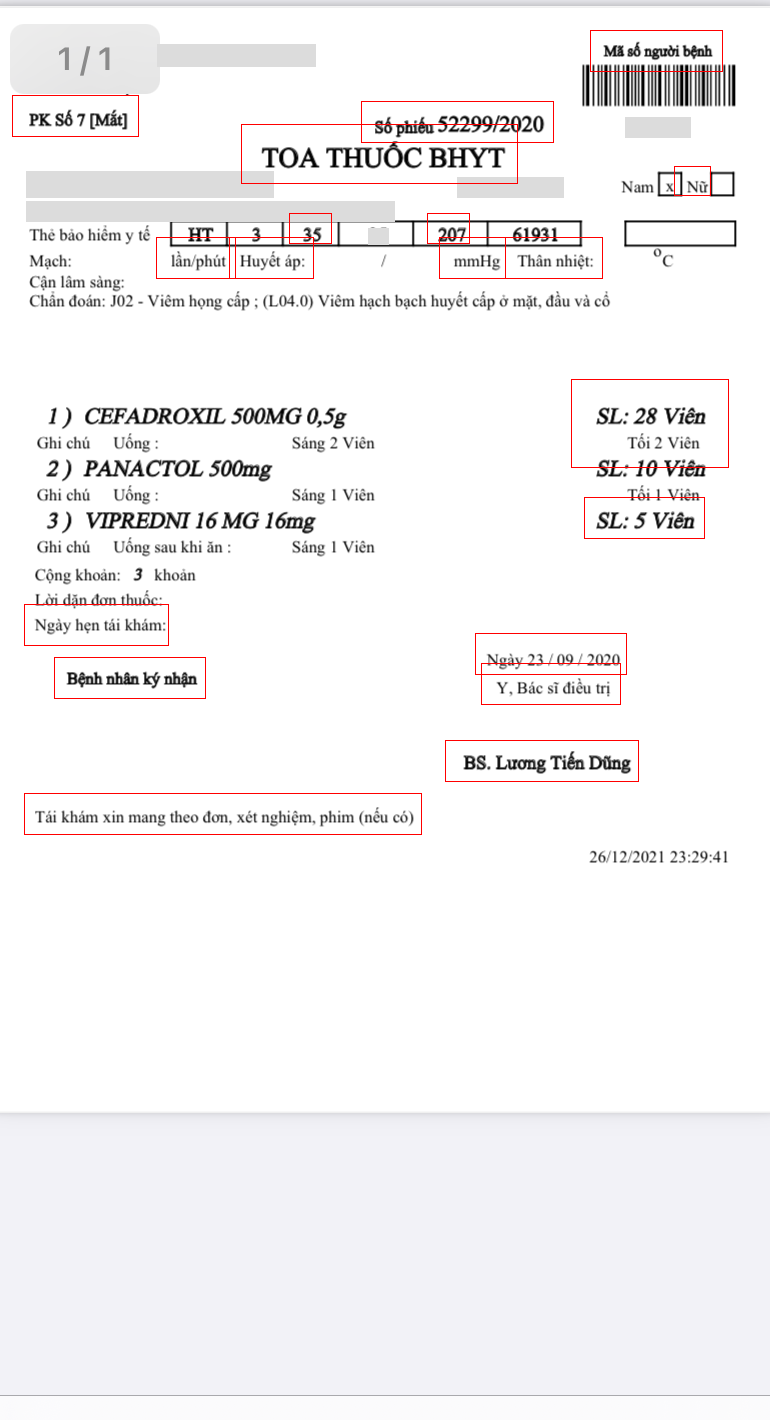 1/1
Mã số người bệnh
PK Số 7 [Mắt]
Số phiếu 52299/2020
TOA THUỐC BHYT
Nam x Nữ
Thẻ bảo hiểm y tế HT 3 35 207 61931
Mạch: lần/phút Huyết áp: / mmHg Thân nhiệt: °C
Cận lâm sàng:
Chẩn đoán: J02 - Viêm họng cấp ; (L04.0) Viêm hạch bạch huyết cấp ở mặt, đầu và cổ
1 ) CEFADROXIL 500MG 0,5g SL: 28 Viên
Ghi chú Uống : Sáng 2 Viên Tối 2 Viên
2 ) PANACTOL 500mg SL: 10 Viên
Ghi chú Uống : Sáng 1 Viên Tối 1 Viên
3 ) VIPREDNI 16 MG 16mg SL: 5 Viên
Ghi chú Uống sau khi ăn : Sáng 1 Viên
Cộng khoản: 3 khoản
Lời dặn đơn thuốc:
Ngày hẹn tái khám:
Ngày 23 / 09 / 2020
Bệnh nhân ký nhận Y, Bác sĩ điều trị
BS. Lương Tiến Dũng
Tái khám xin mang theo đơn, xét nghiệm, phim (nếu có)
26/12/2021 23:29:41